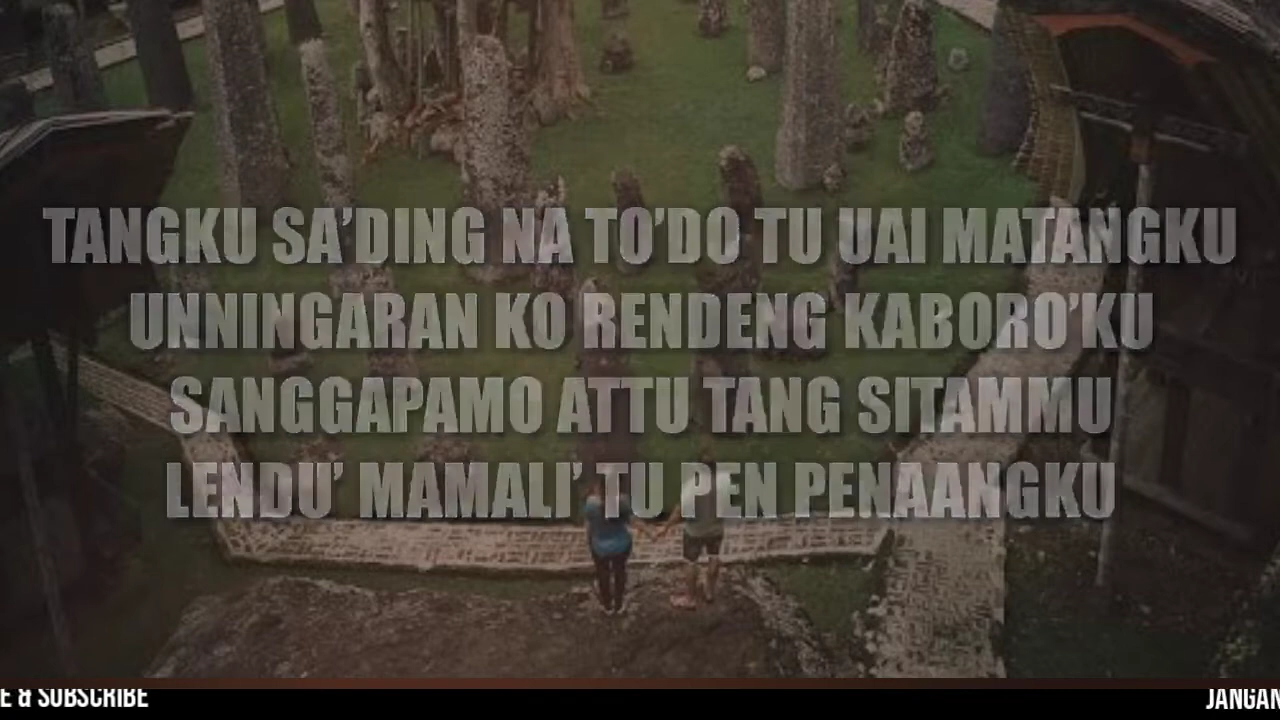 TANGKU SA'DING NA TO'DO TU UAI MATANGKU
UNNINGARAN KO RENDENG KABORO'KU
SANGGAPAMO ATTU TANG SITAMMU
LENDU' MAMALI' TU PEN PENAANGKU
E & SUBSCRIBE
JANGAN